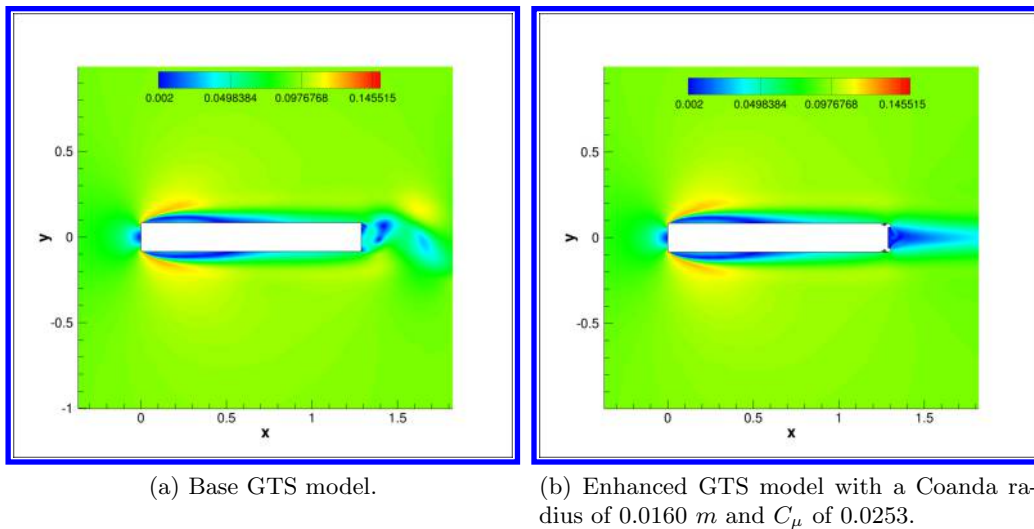 0.002 0.0498384 0.0976768 0.145515
0.5
y
0
-0.5
-1
0 0.5 1 1.5
x
(a) Base GTS model.
0.002 0.0498384 0.0976768 0.145515
0.5
y
0
-0.5
0 0.5 1 1.5
x
(b) Enhanced GTS model with a Coanda ra-
dius of 0.0160 m and Cμ of 0.0253.